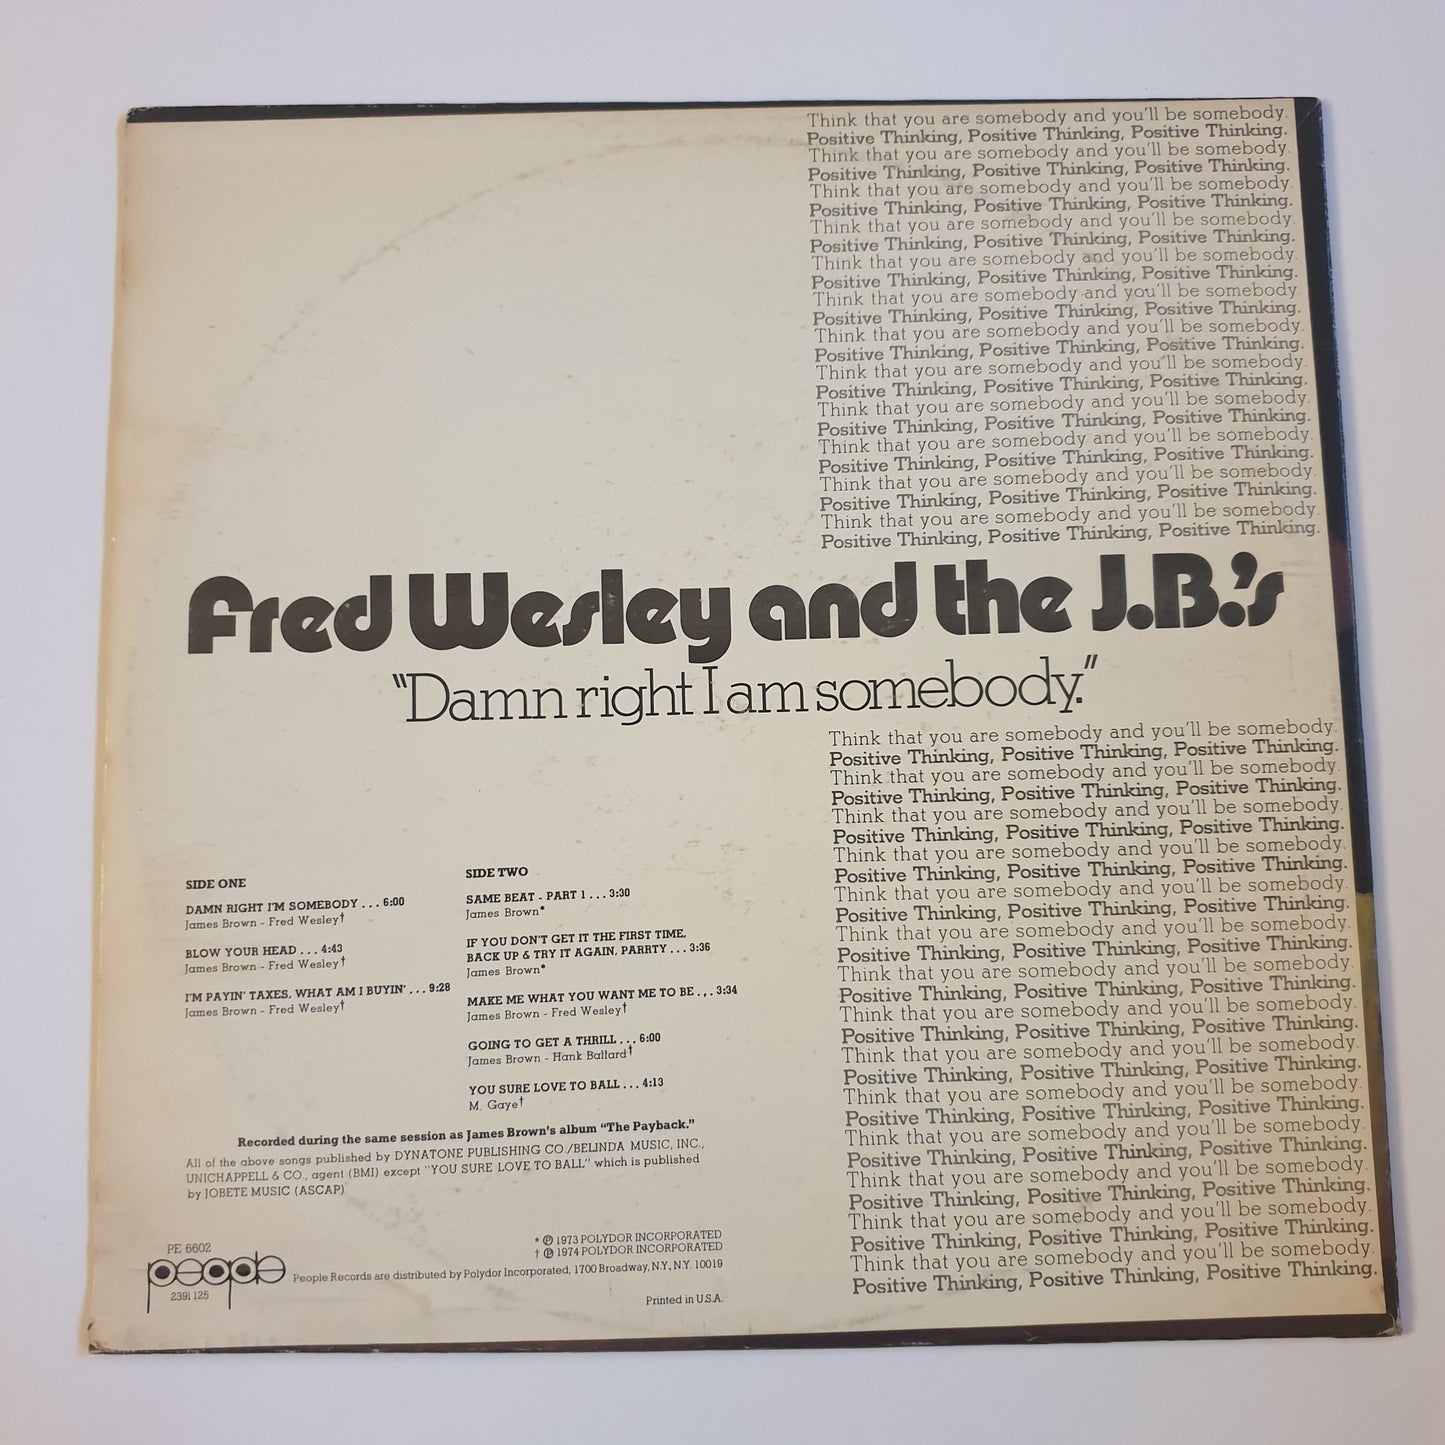 Think that you are somebody and you'll be somebody.
Positive Thinking, Positive Thinking, Positive Thinking.
Think that you are somebody and you'll be somebody.
Positive Thinking, Positive Thinking, Positive Thinking.
Think that you are somebody and you'll be somebody.
Positive Thinking, Positive Thinking, Positive Thinking.
Think that you are somebody and you'll be somebody.
Positive Thinking, Positive Thinking, Positive Thinking.
Think that you are somebody and you'll be somebody.
Positive Thinking, Positive Thinking, Positive Thinking.
Think that you are somebody and you'll be somebody.
Positive Thinking, Positive Thinking, Positive Thinking.
Think that you are somebody and you'll be somebody.
Positive Thinking, Positive Thinking, Positive Thinking.
Think that you are somebody and you'll be somebody.
Positive Thinking, Positive Thinking, Positive Thinking.
Think that you are somebody and you'll be somebody.
Positive Thinking, Positive Thinking, Positive Thinking.
Think that you are somebody and you'll be somebody.
Positive Thinking, Positive Thinking, Positive Thinking.
Think that you are somebody and you'll be somebody.
Positive Thinking, Positive Thinking, Positive Thinking.
Think that you are somebody and you'll be somebody.
Positive Thinking, Positive Thinking, Positive Thinking.
Fred Wesley and the J.B.'s
"Damn right I am somebody."
SIDE ONE
DAMN RIGHT I'M SOMEBODY . . . 6:00
James Brown - Fred Wesley†
BLOW YOUR HEAD . . . 4:43
James Brown - Fred Wesley†
I'M PAYIN' TAXES, WHAT AM I BUYIN' . . . 9:28
James Brown - Fred Wesley†
SIDE TWO
SAME BEAT - PART 1 . . . 3:30
James Brown*
IF YOU DON'T GET IT THE FIRST TIME,
BACK UP & TRY IT AGAIN, PARRTY . . . 3:36
James Brown*
MAKE ME WHAT YOU WANT ME TO BE . . . 3:34
James Brown - Fred Wesley†
GOING TO GET A THRILL . . . 6:00
James Brown - Hank Ballard†
YOU SURE LOVE TO BALL . . . 4:13
M. Gaye†
Recorded during the same session as James Brown's album "The Payback."
All of the above songs published by DYNATONE PUBLISHING CO./BELINDA MUSIC, INC.,
UNICHAPPELL & CO., agent (BMI) except "YOU SURE LOVE TO BALL" which is published
by JOBETE MUSIC (ASCAP)
* ℗ 1973 POLYDOR INCORPORATED
† ℗ 1974 POLYDOR INCORPORATED
PE 6602
people
2391 125
People Records are distributed by Polydor Incorporated, 1700 Broadway, N.Y., N.Y. 10019
Printed in U.S.A.
Think that you are somebody and you'll be somebody.
Positive Thinking, Positive Thinking, Positive Thinking.
Think that you are somebody and you'll be somebody.
Positive Thinking, Positive Thinking, Positive Thinking.
Think that you are somebody and you'll be somebody.
Positive Thinking, Positive Thinking, Positive Thinking.
Think that you are somebody and you'll be somebody.
Positive Thinking, Positive Thinking, Positive Thinking.
Think that you are somebody and you'll be somebody.
Positive Thinking, Positive Thinking, Positive Thinking.
Think that you are somebody and you'll be somebody.
Positive Thinking, Positive Thinking, Positive Thinking.
Think that you are somebody and you'll be somebody.
Positive Thinking, Positive Thinking, Positive Thinking.
Think that you are somebody and you'll be somebody.
Positive Thinking, Positive Thinking, Positive Thinking.
Think that you are somebody and you'll be somebody.
Positive Thinking, Positive Thinking, Positive Thinking.
Think that you are somebody and you'll be somebody.
Positive Thinking, Positive Thinking, Positive Thinking.
Think that you are somebody and you'll be somebody.
Positive Thinking, Positive Thinking, Positive Thinking.
Think that you are somebody and you'll be somebody.
Positive Thinking, Positive Thinking, Positive Thinking.
Think that you are somebody and you'll be somebody.
Positive Thinking, Positive Thinking, Positive Thinking.
Think that you are somebody and you'll be somebody.
Positive Thinking, Positive Thinking, Positive Thinking.